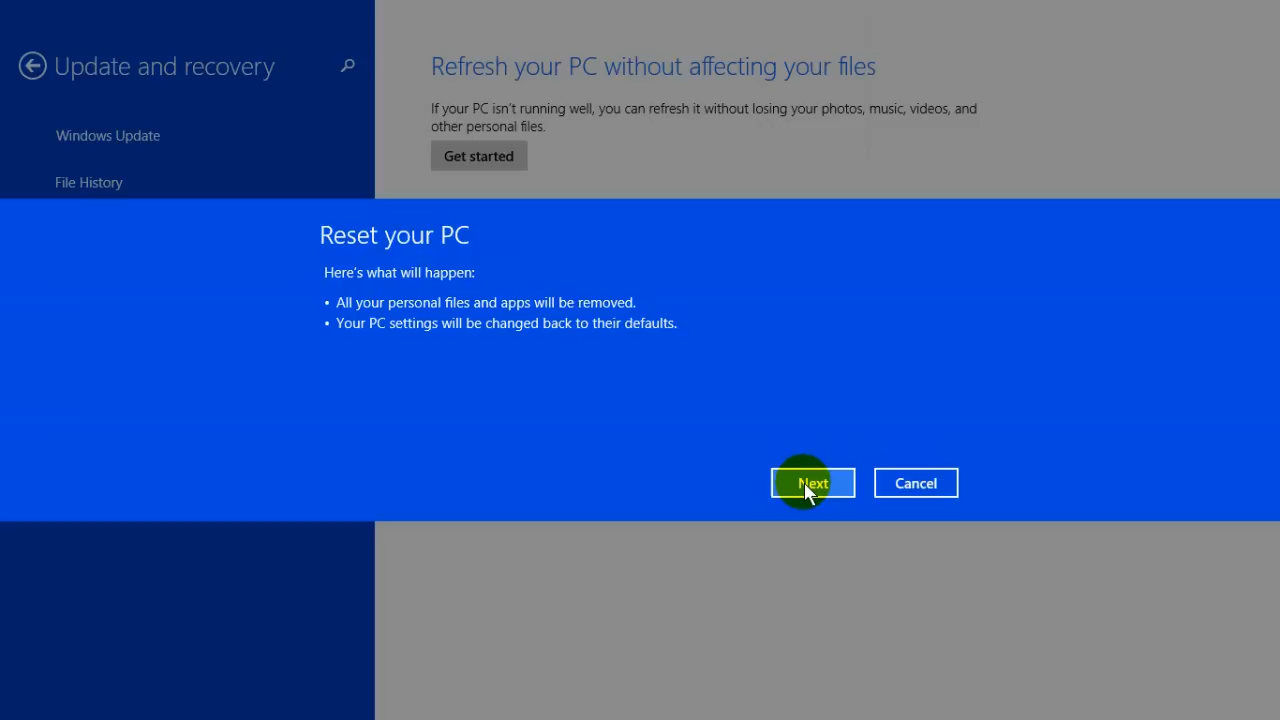 Update and recovery
Windows Update
File History
Refresh your PC without affecting your files
If your PC isn't running well, you can refresh it without losing your photos, music, videos, and
other personal files.
Get started
Reset your PC
Here's what will happen:
• All your personal files and apps will be removed.
• Your PC settings will be changed back to their defaults.
Next
Cancel